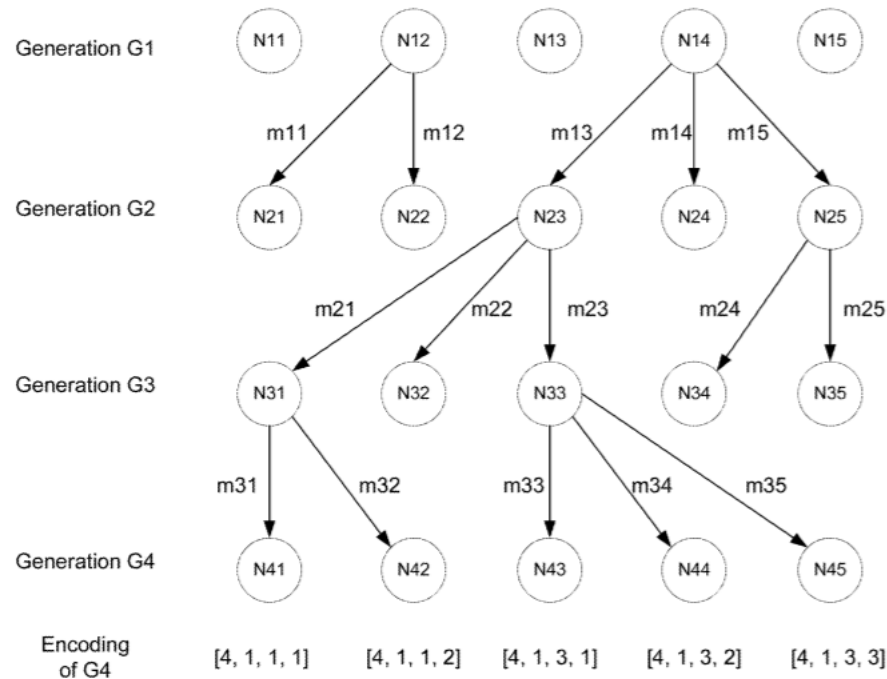 Generation G1
N11 N12 N13 N14 N15
m11 m12 m13 m14 m15
Generation G2
N21 N22 N23 N24 N25
m21 m22 m23 m24 m25
Generation G3
N31 N32 N33 N34 N35
m31 m32 m33 m34 m35
Generation G4
N41 N42 N43 N44 N45
Encoding
of G4
[4, 1, 1, 1] [4, 1, 1, 2] [4, 1, 3, 1] [4, 1, 3, 2] [4, 1, 3, 3]